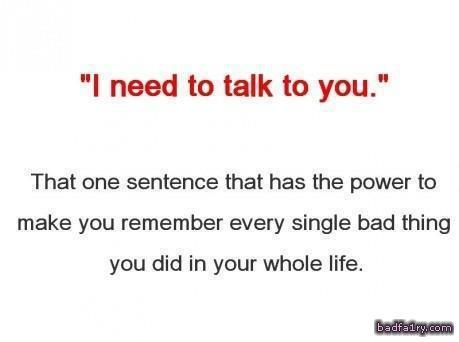 "I need to talk to you."
That one sentence that has the power to
make you remember every single bad thing
you did in your whole life.
badfa1ry.com